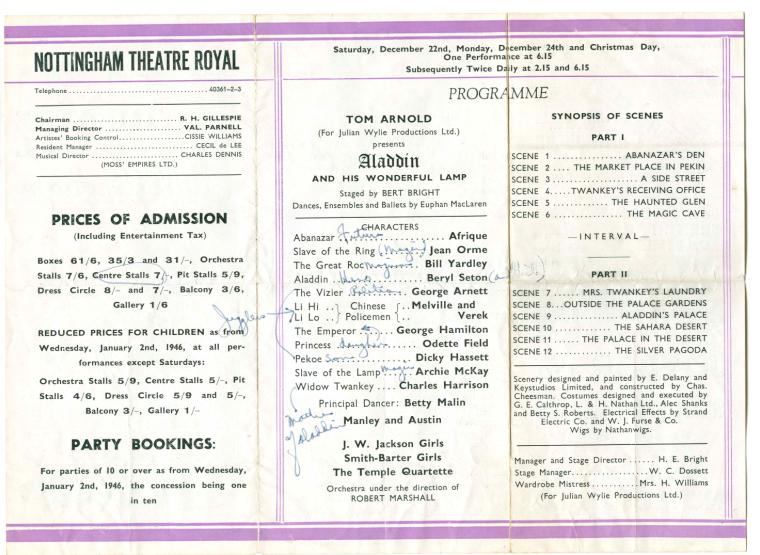 NOTTINGHAM THEATRE ROYAL
Telephone ........................................ 40361-2-3
Chairman ........................ R. H. GILLESPIE
Managing Director ................ VAL. PARNELL
Artistes' Booking Control..............CISSIE WILLIAMS
Resident Manager .......................... CECIL de LEE
Musical Director ..................... CHARLES DENNIS
(MOSS' EMPIRES LTD.)
PRICES OF ADMISSION
(Including Entertainment Tax)
Boxes 61/6, 35/3 and 31/-, Orchestra
Stalls 7/6, Centre Stalls 7/-, Pit Stalls 5/9,
Dress Circle 8/- and 7/-, Balcony 3/6,
Gallery 1/6
Jugglers
REDUCED PRICES FOR CHILDREN as from
Wednesday, January 2nd, 1946, at all per-
formances except Saturdays:
Orchestra Stalls 5/9, Centre Stalls 5/-, Pit
Stalls 4/6, Dress Circle 5/9 and 5/-,
Balcony 3/-, Gallery 1/-
PARTY BOOKINGS:
For parties of 10 or over as from Wednesday,
January 2nd, 1946, the concession being one
in ten
Saturday, December 22nd, Monday, December 24th and Christmas Day,
One Performance at 6.15
Subsequently Twice Daily at 2.15 and 6.15
PROGRAMME
TOM ARNOLD
(For Julian Wylie Productions Ltd.)
presents
Aladdin
AND HIS WONDERFUL LAMP
Staged by BERT BRIGHT
Dances, Ensembles and Ballets by Euphan MacLaren
CHARACTERS
Abanazar .................. Afrique
Slave of the Ring (Magic) Jean Orme
The Great Roc ........ Bill Yardley
Aladdin .. Hero ........ Beryl Seton
The Vizier Politics .. George Arnett
Li Hi ..} Chinese {..Melville and
Li Lo ..} Policemen {.. Verek
The Emperor ........ George Hamilton
Princess daughter .... Odette Field
Pekoe .................. Dicky Hassett
Slave of the Lamp Magic Archie McKay
Widow Twankey .... Charles Harrison
Mother of Aladdin
Principal Dancer: Betty Malin
Manley and Austin
J. W. Jackson Girls
Smith-Barter Girls
The Temple Quartette
Orchestra under the direction of
ROBERT MARSHALL
SYNOPSIS OF SCENES
PART I
SCENE 1 ................ ABANAZAR'S DEN
SCENE 2 .... THE MARKET PLACE IN PEKIN
SCENE 3 .................... A SIDE STREET
SCENE 4.....TWANKEY'S RECEIVING OFFICE
SCENE 5 .............. THE HAUNTED GLEN
SCENE 6 ................ THE MAGIC CAVE
—INTERVAL—
PART II
SCENE 7 ...... MRS. TWANKEY'S LAUNDRY
SCENE 8...OUTSIDE THE PALACE GARDENS
SCENE 9 ................ ALADDIN'S PALACE
SCENE 10 ............ THE SAHARA DESERT
SCENE 11 ...... THE PALACE IN THE DESERT
SCENE 12 ............ THE SILVER PAGODA
Scenery designed and painted by E. Delany and
Keystudios Limited, and constructed by Chas.
Cheesman. Costumes designed and executed by
G. E. Calthrop, L. & H. Nathan Ltd., Alec Shanks
and Betty S. Roberts. Electrical Effects by Strand
Electric Co. and W. J. Furse & Co.
Wigs by Nathanwigs.
Manager and Stage Director ...... H. E. Bright
Stage Manager................W. C. Dossett
Wardrobe Mistress ...........Mrs. H. Williams
(For Julian Wylie Productions Ltd.)